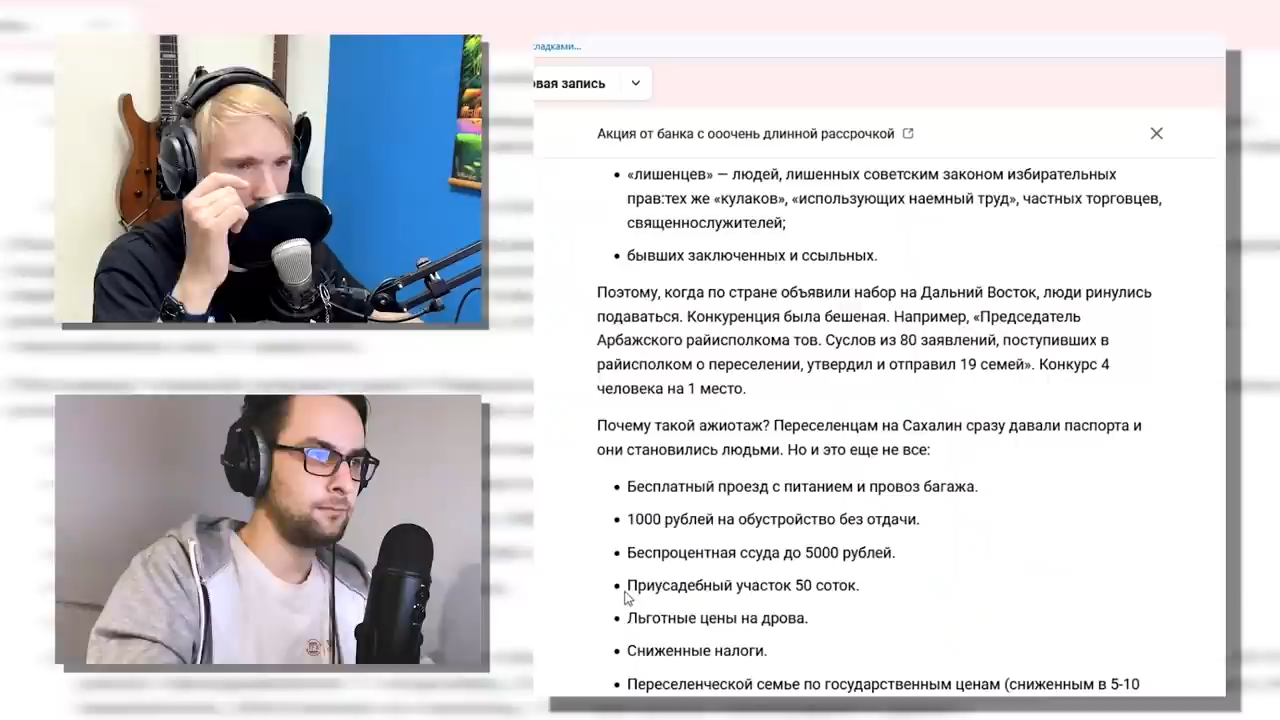 кладками...
овая запись
Акция от банка с ооочень длинной рассрочкой
• «лишенцев» — людей, лишенных советским законом избирательных
прав:тех же «кулаков», «использующих наемный труд», частных торговцев,
священнослужителей;
• бывших заключенных и ссыльных.
Поэтому, когда по стране объявили набор на Дальний Восток, люди ринулись
подаваться. Конкуренция была бешеная. Например, «Председатель
Арбажского райисполкома тов. Суслов из 80 заявлений, поступивших в
райисполком о переселении, утвердил и отправил 19 семей». Конкурс 4
человека на 1 место.
Почему такой ажиотаж? Переселенцам на Сахалин сразу давали паспорта и
они становились людьми. Но и это еще не все:
• Бесплатный проезд с питанием и провоз багажа.
• 1000 рублей на обустройство без отдачи.
• Беспроцентная ссуда до 5000 рублей.
• Приусадебный участок 50 соток.
• Льготные цены на дрова.
• Сниженные налоги.
• Переселенческой семье по государственным ценам (сниженным в 5-10